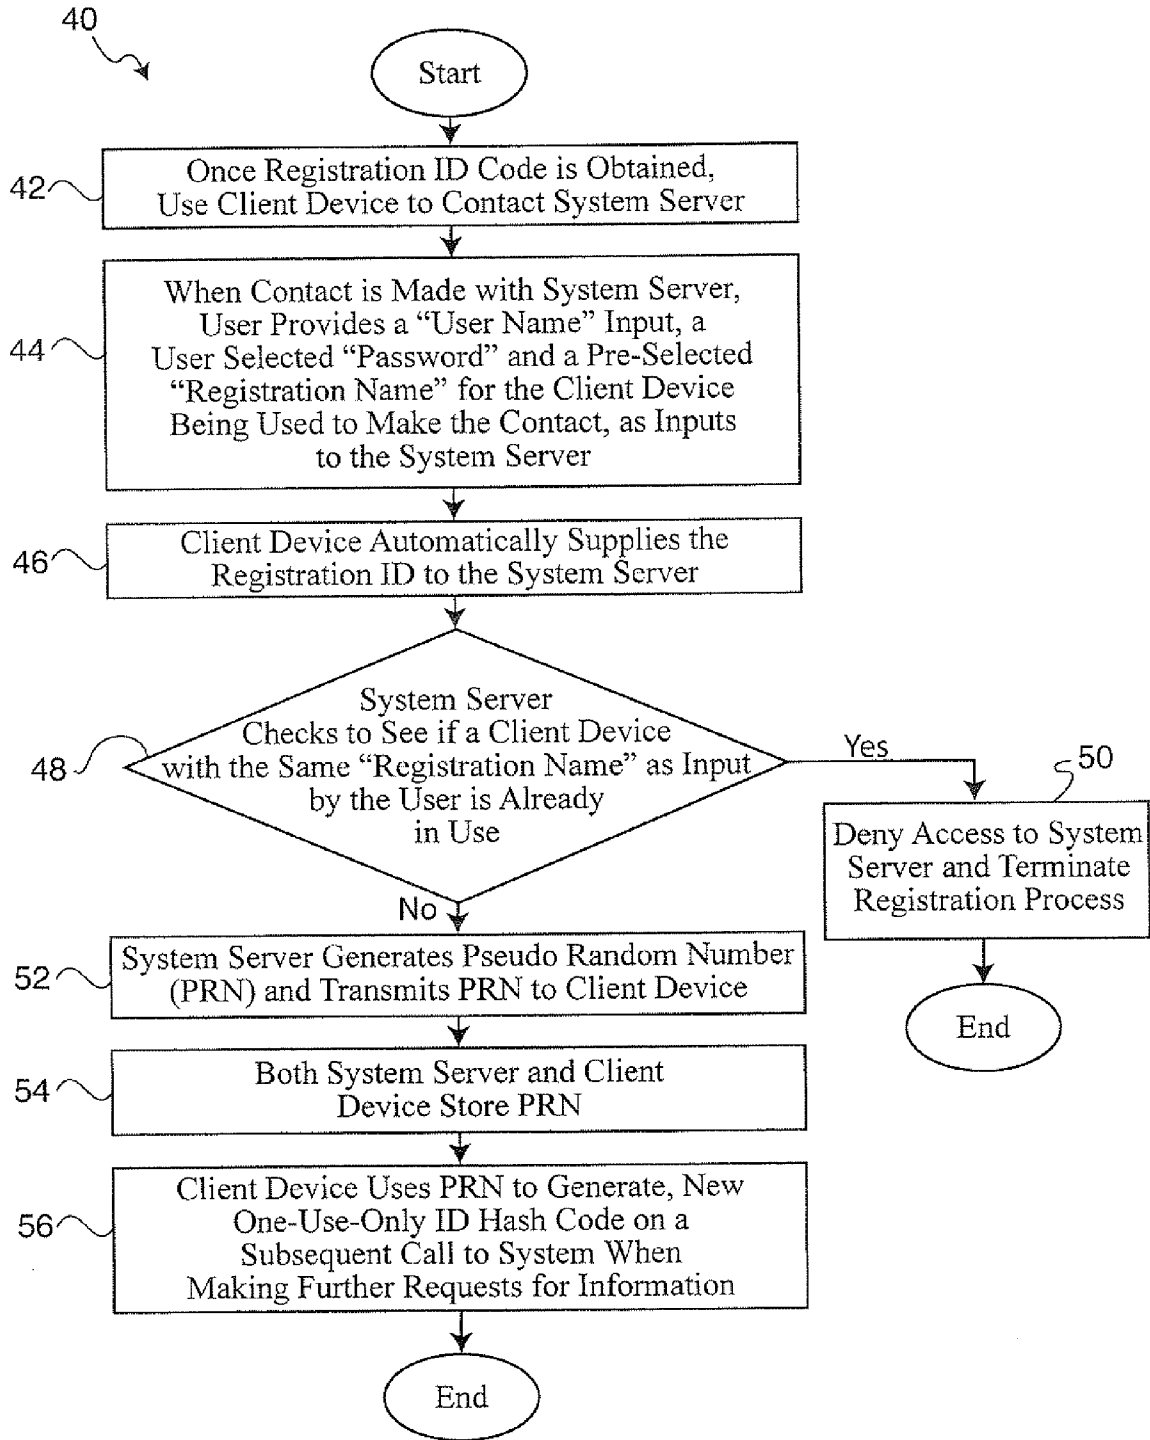 40
Start
42
Once Registration ID Code is Obtained,
Use Client Device to Contact System Server
44
When Contact is Made with System Server,
User Provides a “User Name” Input, a
User Selected “Password” and a Pre-Selected
“Registration Name” for the Client Device
Being Used to Make the Contact, as Inputs
to the System Server
46
Client Device Automatically Supplies the
Registration ID to the System Server
48
System Server
Checks to See if a Client Device
with the Same “Registration Name” as Input
by the User is Already
in Use
Yes
50
Deny Access to System
Server and Terminate
Registration Process
End
No
52
System Server Generates Pseudo Random Number
(PRN) and Transmits PRN to Client Device
54
Both System Server and Client
Device Store PRN
56
Client Device Uses PRN to Generate, New
One-Use-Only ID Hash Code on a
Subsequent Call to System When
Making Further Requests for Information
End